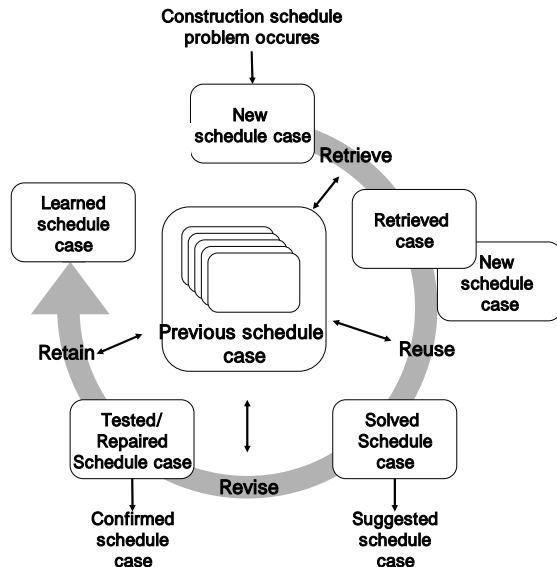 Construction schedule
problem occures
New
schedule case
Retrieve
Learned
schedule
case
Retrieved
case
New
schedule
case
Previous schedule
case
Retain
Reuse
Tested/
Repaired
Schedule case
Solved
Schedule
case
Revise
Confirmed
schedule
case
Suggested
schedule
case